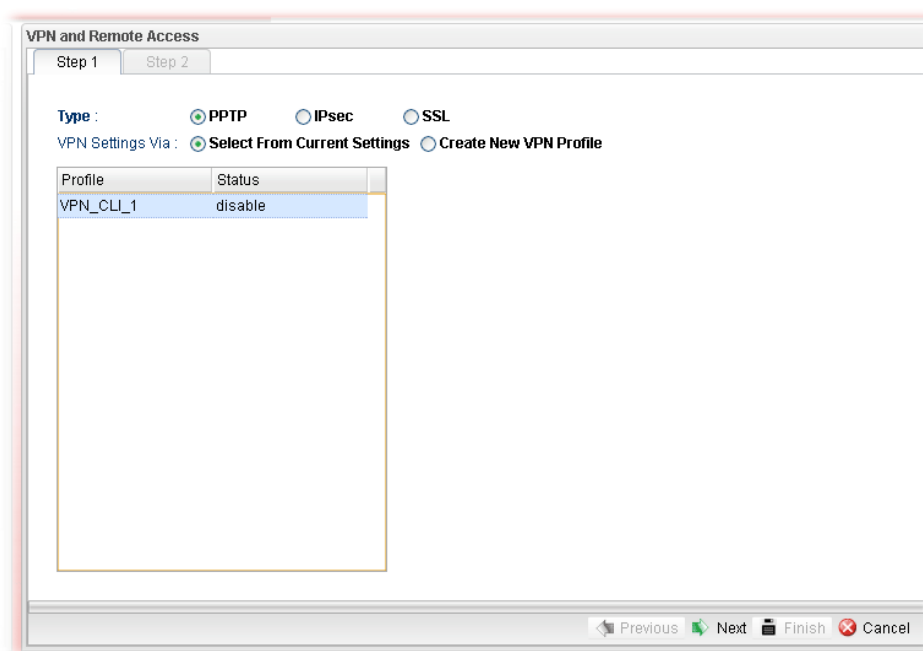 VPN and Remote Access
Step 1 Step 2
Type : PPTP IPsec SSL
VPN Settings Via : Select From Current Settings Create New VPN Profile
Profile Status
VPN_CLI_1 disable
Previous Next Finish Cancel